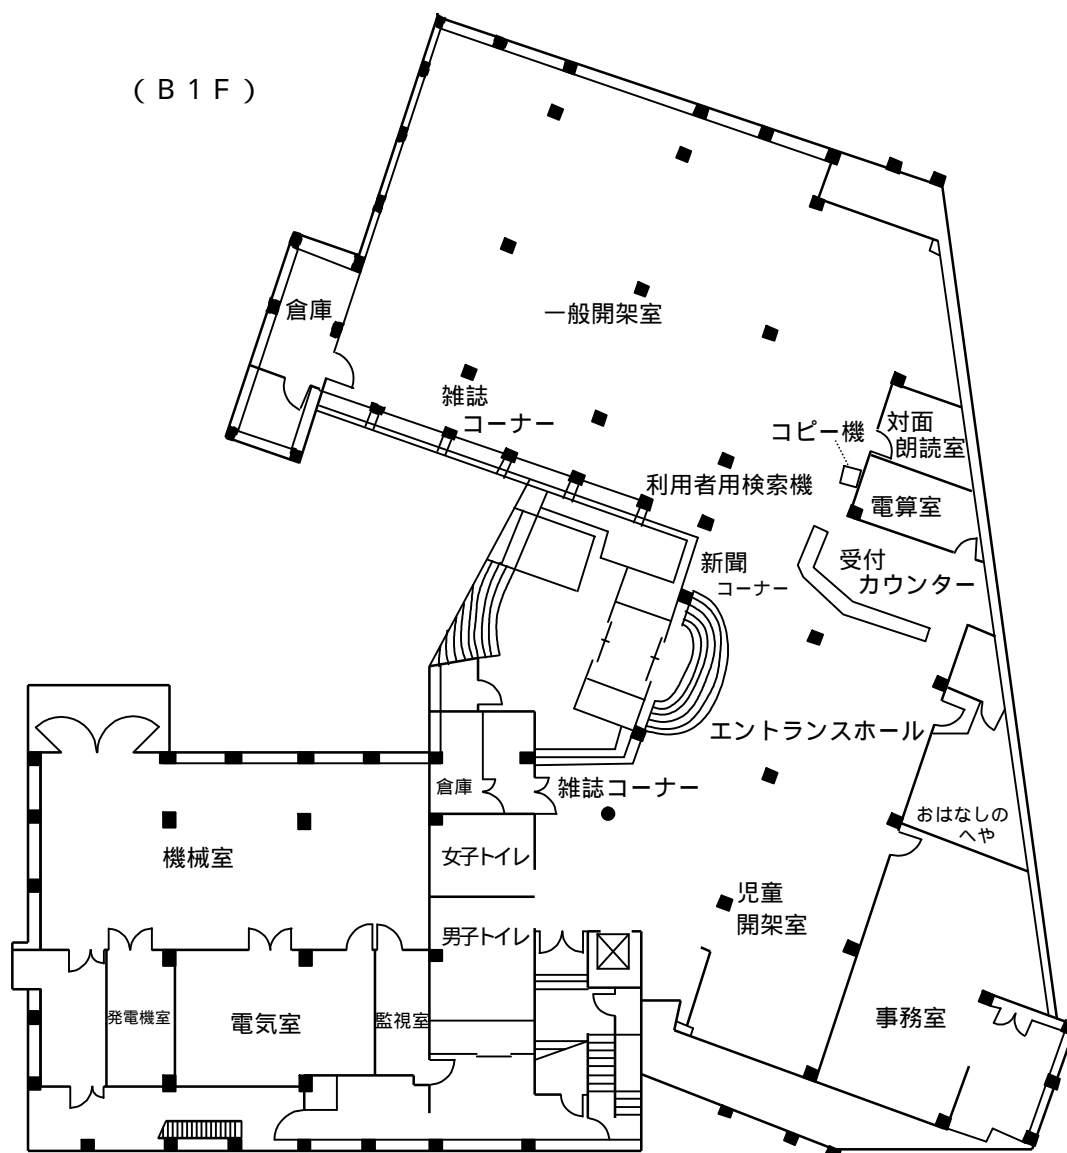 （Ｂ１Ｆ）
倉庫
一般開架室
雑誌
コーナー
コピー機
対面
朗読室
利用者用検索機
電算室
新聞
コーナー
受付
カウンター
エントランスホール
倉庫
雑誌コーナー
おはなしの
へや
機械室
女子トイレ
児童
開架室
男子トイレ
発電機室
電気室
監視室
事務室